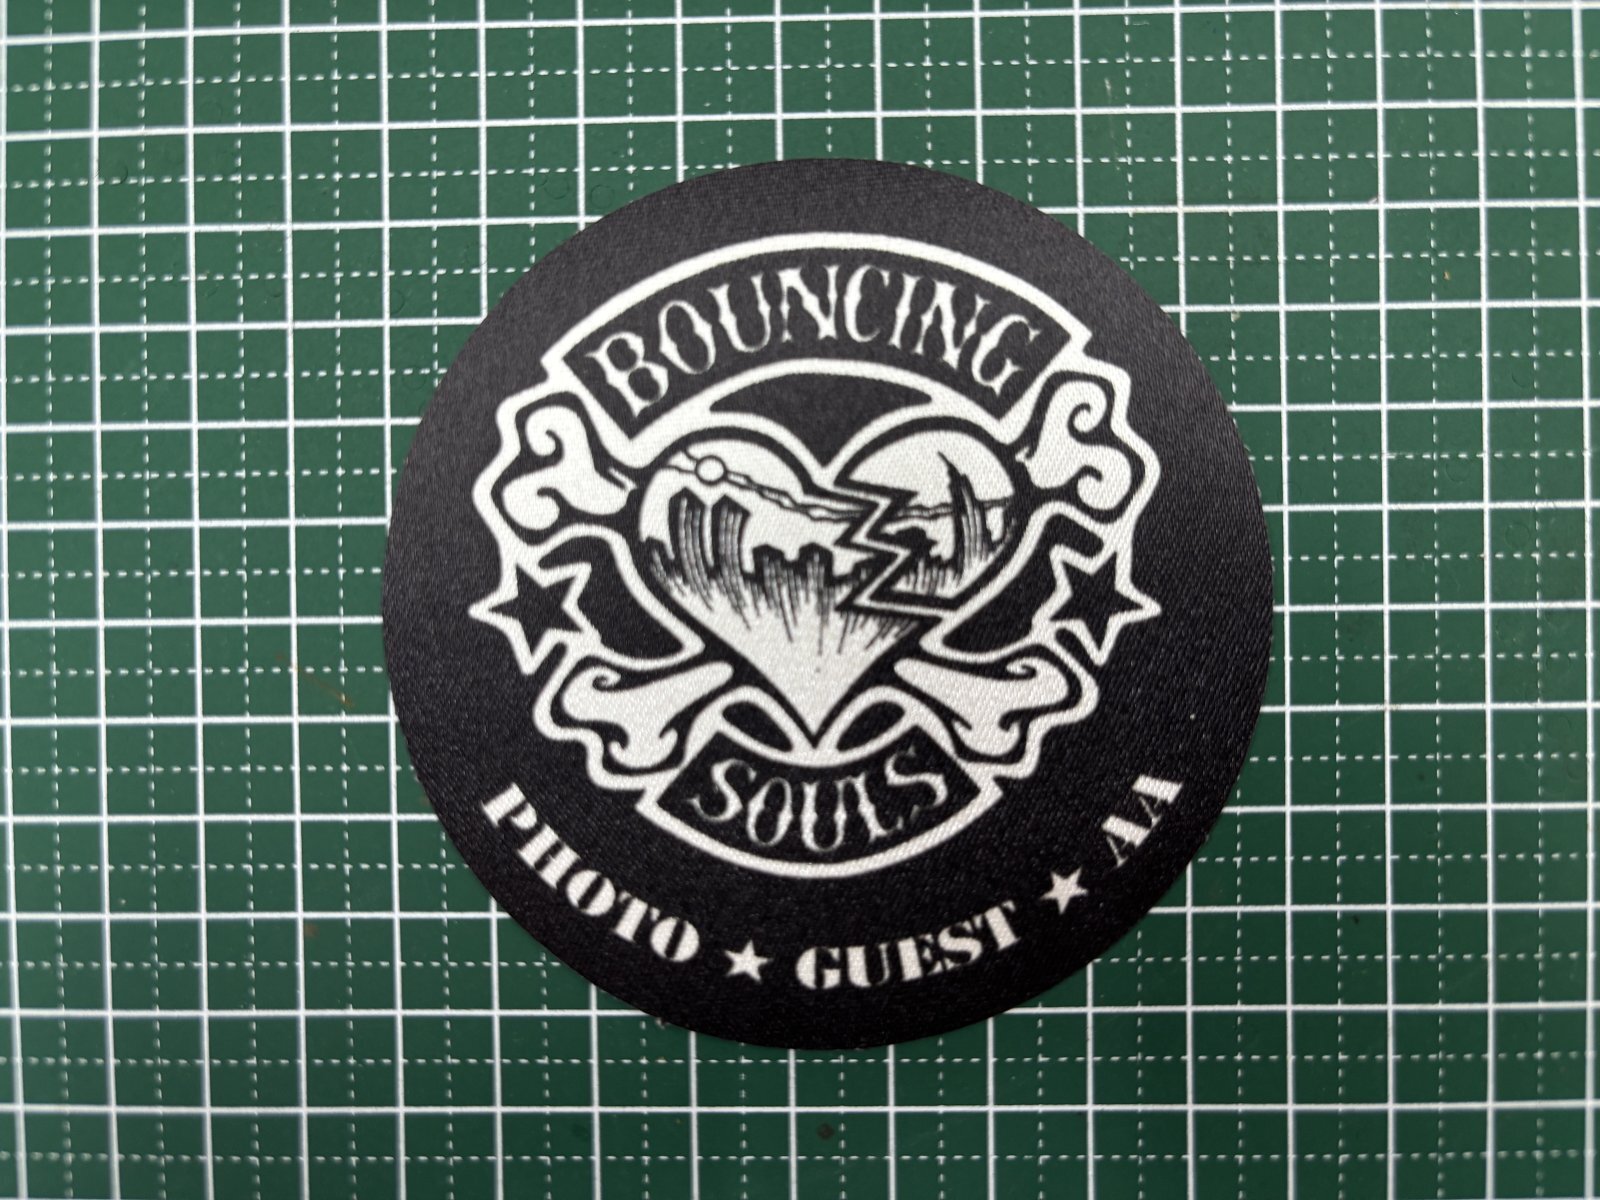 BOUNCING
SOULS
PHOTO ★ GUEST ★ AA